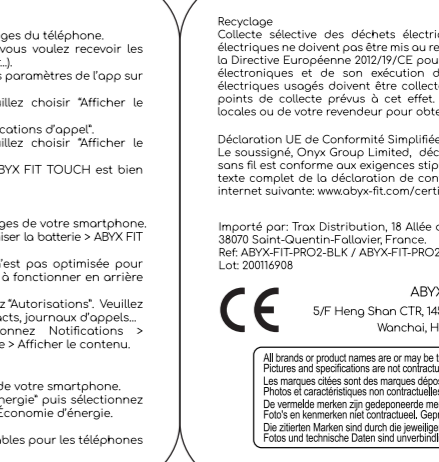 ges du téléphone.
vous voulez recevoir les
...).
s paramètres de l'app sur
illez choisir "Afficher le
cations d'appel".
illez choisir "Afficher le
BYX FIT TOUCH est bien
ges de votre smartphone.
iser la batterie > ABYX FIT
n'est pas optimisée pour
à fonctionner en arrière
z "Autorisations". Veuillez
acts, journaux d'appels...
onnez Notifications >
e > Afficher le contenu.
de votre smartphone.
nergie" puis sélectionnez
Économie d'énergie.
ables pour les téléphones
Recyclage
Collecte sélective des déchets électri
électriques ne doivent pas être mis au re
la Directive Européenne 2012/19/CE pou
électroniques et de son exécution d
électriques usagés doivent être collect
points de collecte prévus à cet effet.
locales ou de votre revendeur pour obte
Déclaration UE de Conformité Simplifiée
Le soussigné, Onyx Group Limited, déc
sans fil est conforme aux exigences stip
texte complet de la déclaration de con
internet suivante: www.abyx-fit.com/certi
Importé par: Trax Distribution, 18 Allée d
38070 Saint-Quentin-Fallavier, France.
Ref: ABYX-FIT-PRO2-BLK / ABYX-FIT-PRO2
Lot: 200116908
CE
ABYX
5/F Heng Shan CTR, 145
Wanchai, H
All brands or product names are or may be t
Pictures and specifications are not contractu
Les marques citées sont des marques dépos
Photos et caractéristiques non contractuelles
De vermelde merken zijn gedeponeerde me
Foto's en kenmerken niet contractueel. Gepr
Die zitierten Marken sind durch die jeweilige
Fotos und technische Daten sind unverbindl